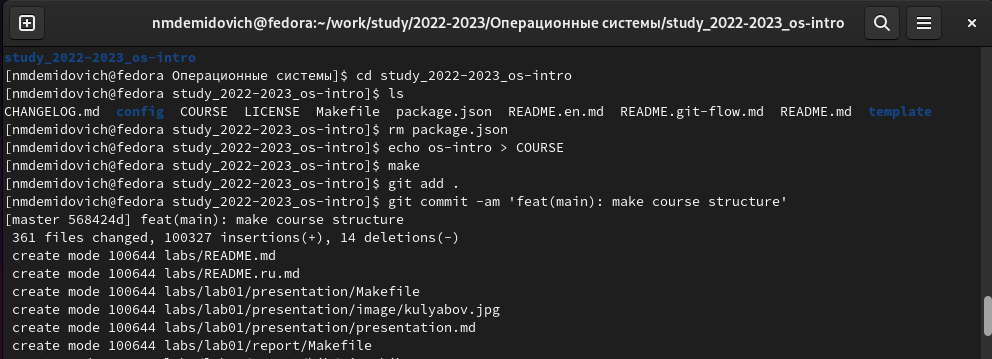 nmdemidovich@fedora:~/work/study/2022-2023/Операционные системы/study_2022-2023_os-intro
study_2022-2023_os-intro
[nmdemidovich@fedora Операционные системы]$ cd study_2022-2023_os-intro
[nmdemidovich@fedora study_2022-2023_os-intro]$ ls
CHANGELOG.md config COURSE LICENSE Makefile package.json README.en.md README.git-flow.md README.md template
[nmdemidovich@fedora study_2022-2023_os-intro]$ rm package.json
[nmdemidovich@fedora study_2022-2023_os-intro]$ echo os-intro > COURSE
[nmdemidovich@fedora study_2022-2023_os-intro]$ make
[nmdemidovich@fedora study_2022-2023_os-intro]$ git add .
[nmdemidovich@fedora study_2022-2023_os-intro]$ git commit -am 'feat(main): make course structure'
[master 568424d] feat(main): make course structure
361 files changed, 100327 insertions(+), 14 deletions(-)
create mode 100644 labs/README.md
create mode 100644 labs/README.ru.md
create mode 100644 labs/lab01/presentation/Makefile
create mode 100644 labs/lab01/presentation/image/kulyabov.jpg
create mode 100644 labs/lab01/presentation/presentation.md
create mode 100644 labs/lab01/report/Makefile